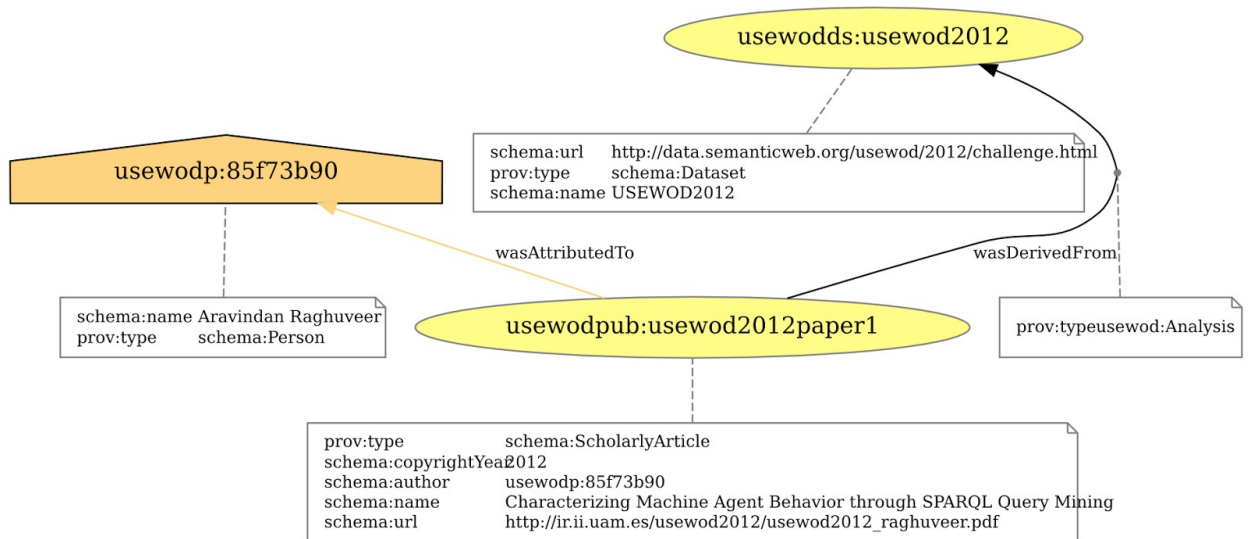 usewodds:usewod2012
schema:url http://data.semanticweb.org/usewod/2012/challenge.html
prov:type schema:Dataset
schema:name USEWOD2012
usewodp:85f73b90
wasAttributedTo
wasDerivedFrom
schema:name Aravindan Raghuveer
prov:type schema:Person
usewodpub:usewod2012paper1
prov:typeusewod:Analysis
prov:type schema:ScholarlyArticle
schema:copyrightYear2012
schema:author usewodp:85f73b90
schema:name Characterizing Machine Agent Behavior through SPARQL Query Mining
schema:url http://ir.ii.uam.es/usewod2012/usewod2012_raghuveer.pdf